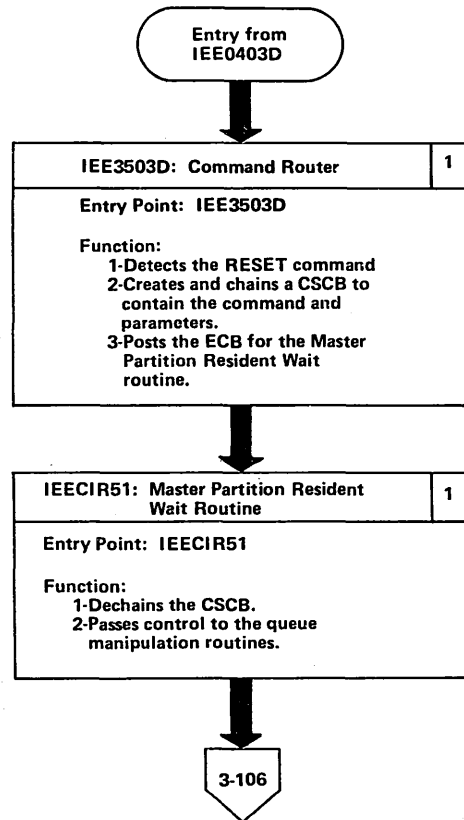 Entry from
IEE0403D
IEE3503D: Command Router
1
Entry Point: IEE3503D
Function:
1-Detects the RESET command
2-Creates and chains a CSCB to
contain the command and
parameters.
3-Posts the ECB for the Master
Partition Resident Wait
routine.
IEECIR51: Master Partition Resident
Wait Routine
1
Entry Point: IEECIR51
Function:
1-Dechains the CSCB.
2-Passes control to the queue
manipulation routines.
3-106